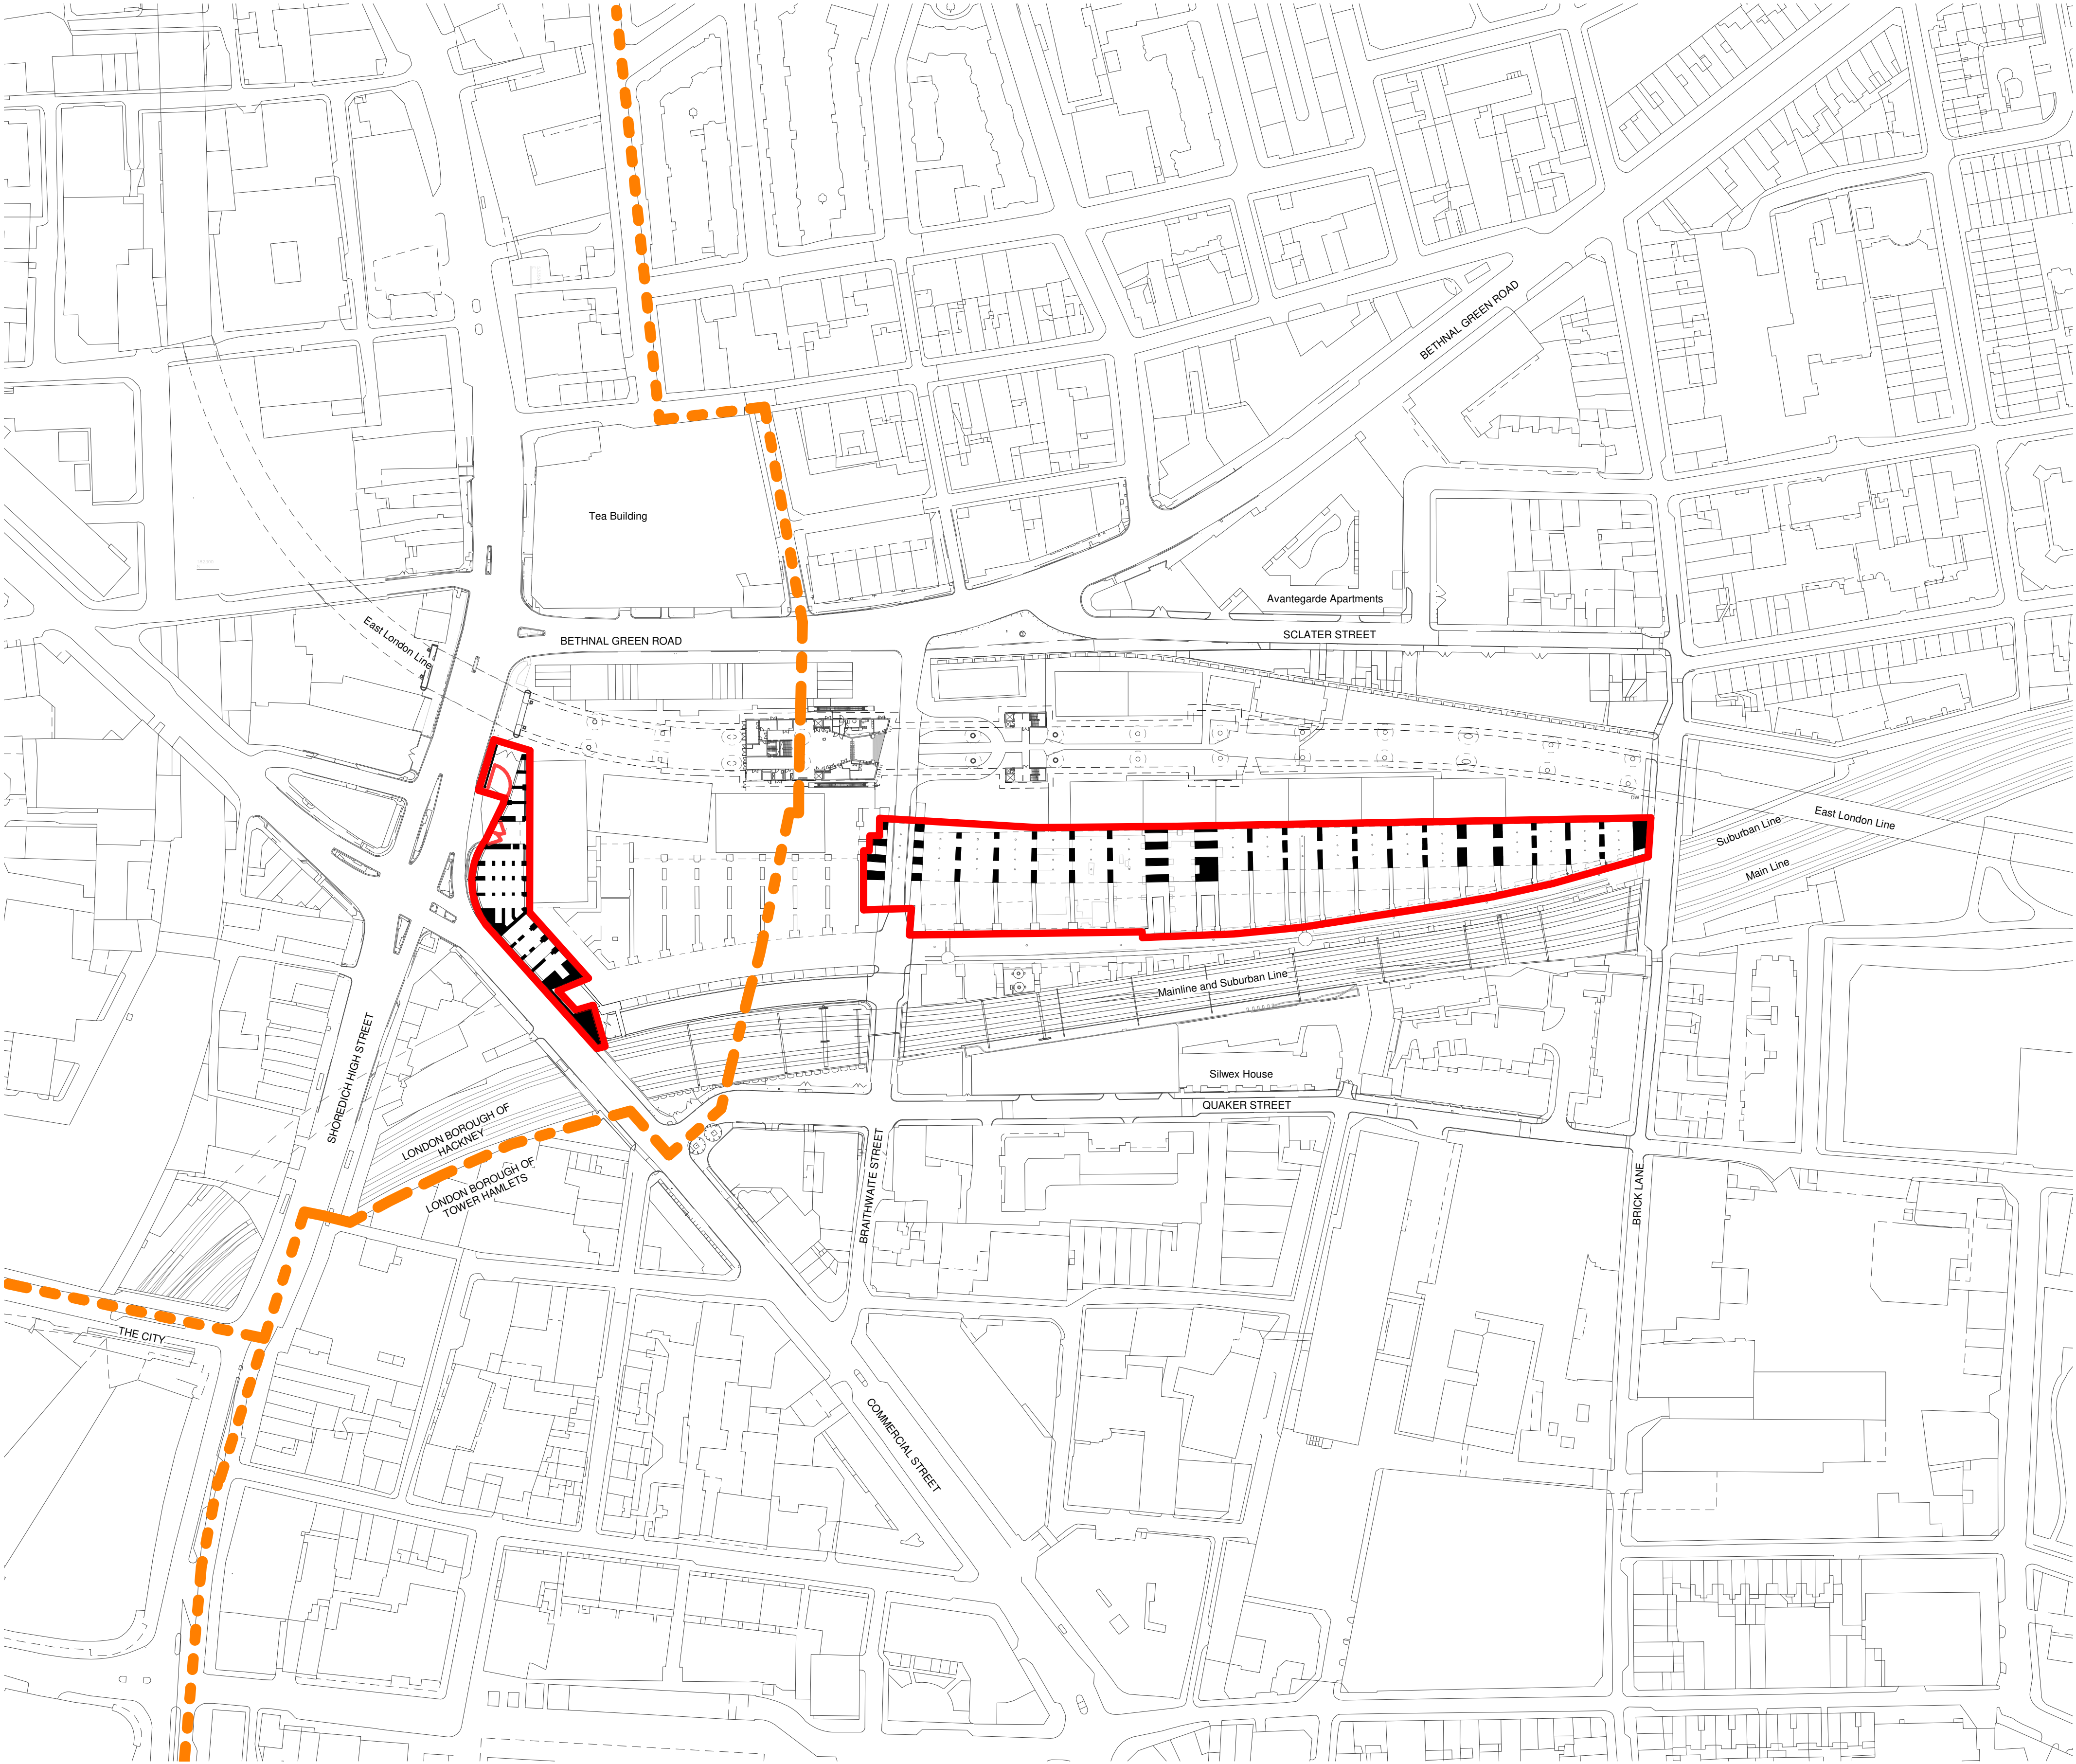 BETHNAL GREEN ROAD
Tea Building
Avantegarde Apartments
East London Line
BETHNAL GREEN ROAD
SCLATER STREET
East London Line
Suburban Line
Main Line
Mainline and Suburban Line
SHOREDICH HIGH STREET
Silwex House
QUAKER STREET
LONDON BOROUGH OF
HACKNEY
LONDON BOROUGH OF
TOWER HAMLETS
BRAITHWAITE STREET
BRICK LANE
THE CITY
COMMERCIAL STREET